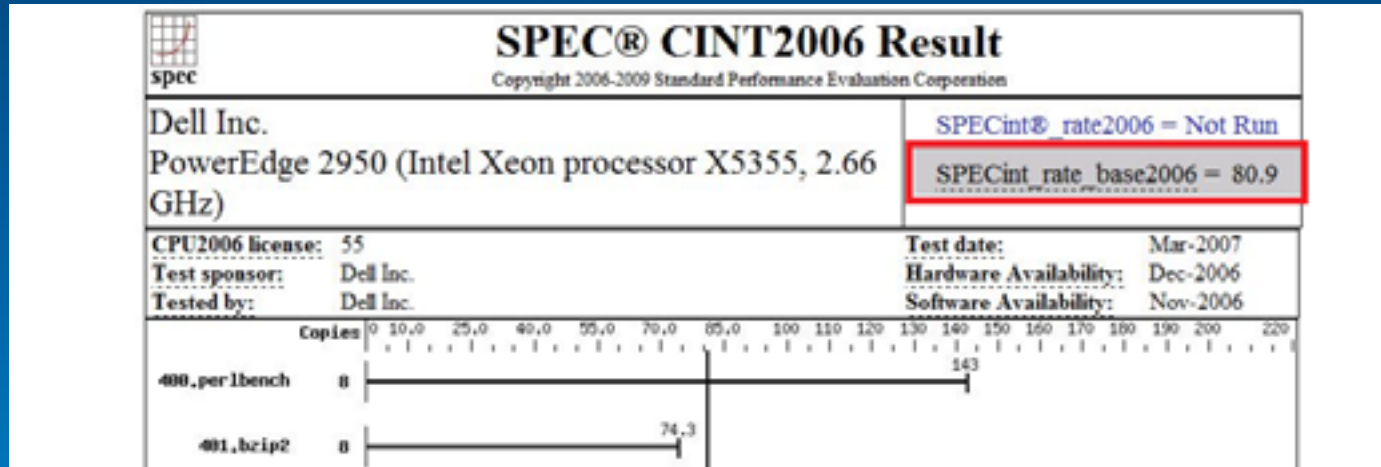 spec
SPEC® CINT2006 Result
Copyright 2006-2009 Standard Performance Evaluation Corporation
Dell Inc.
PowerEdge 2950 (Intel Xeon processor X5355, 2.66
GHz)
SPECint®_rate2006 = Not Run
SPECint_rate_base2006 = 80.9
CPU2006 license: 55
Test sponsor: Dell Inc.
Tested by: Dell Inc.
Test date: Mar-2007
Hardware Availability: Dec-2006
Software Availability: Nov-2006
Copies 0 10.0 25.0 40.0 55.0 70.0 85.0 100 110 120 130 140 150 160 170 180 190 200 220
143
400.perlbench 8
74.3
401.bzip2 8